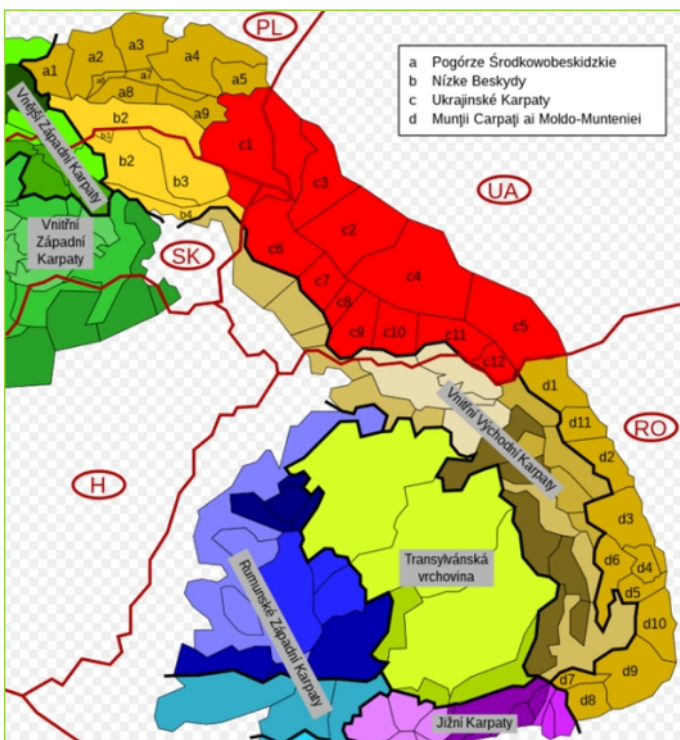 PL
a Pogórze Środkowobeskidzkie
b Nízke Beskydy
c Ukrajinské Karpaty
d Munții Carpați ai Moldo-Munteniei
a1
a2
a3
a4
a5
a6
a7
a8
a9
Vnější Západní Karpaty
b2
b1
b2
b3
b4
c1
c3
UA
c2
Vnitřní
Západní
Karpaty
SK
c6
c7
c4
c8
c5
c9
c10
c11
c12
d1
Vnitřní Východní Karpaty
d11
RO
d2
H
d3
Transylvánská
vrchovina
d6
d4
d5
Rumunské Západní Karpaty
d10
d9
d7
d8
Jižní Karpaty